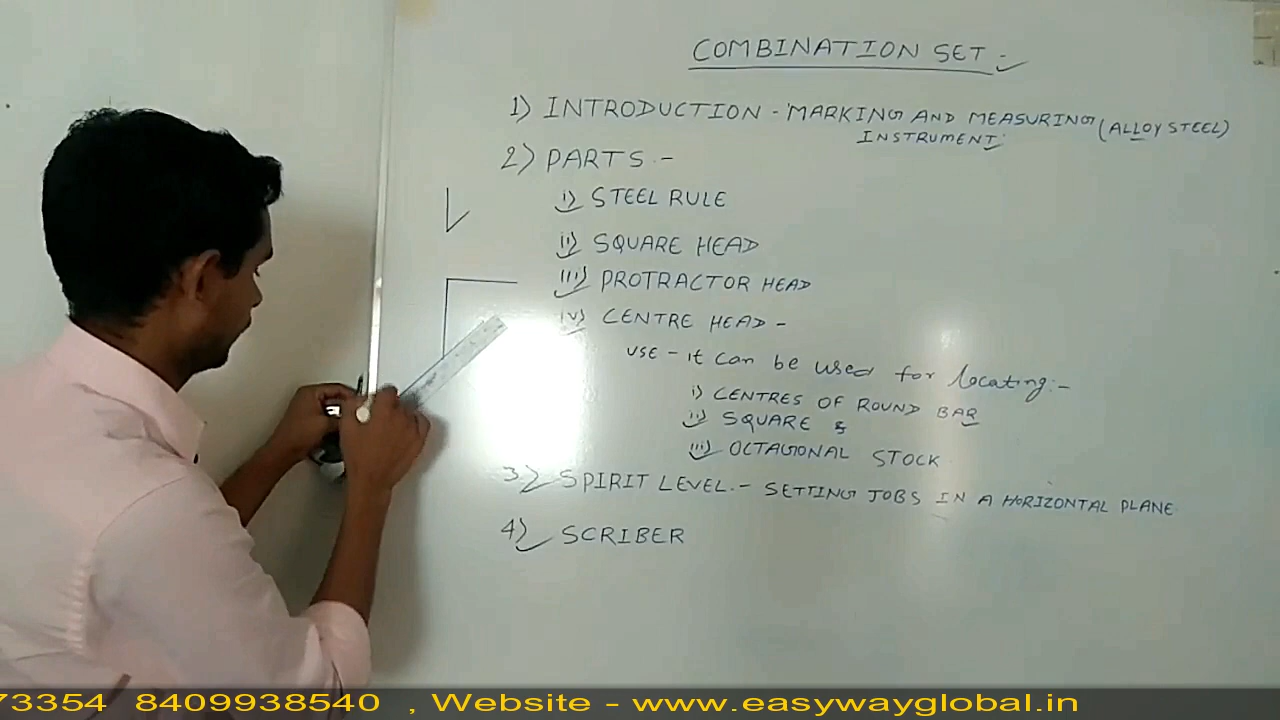 COMBINATION SET :-
1) INTRODUCTION - MARKING AND MEASURING (ALLOY STEEL)
INSTRUMENT
2) PARTS :-
i) STEEL RULE
ii) SQUARE HEAD
iii) PROTRACTOR HEAD
iv) CENTRE HEAD -
USE - it can be used for locating :-
i) CENTRES OF ROUND BAR
ii) SQUARE &
iii) OCTAGONAL STOCK
3) SPIRIT LEVEL :- SETTING JOBS IN A HORIZONTAL PLANE
4) SCRIBER
73354 8409938540 , Website - www.easywayglobal.in